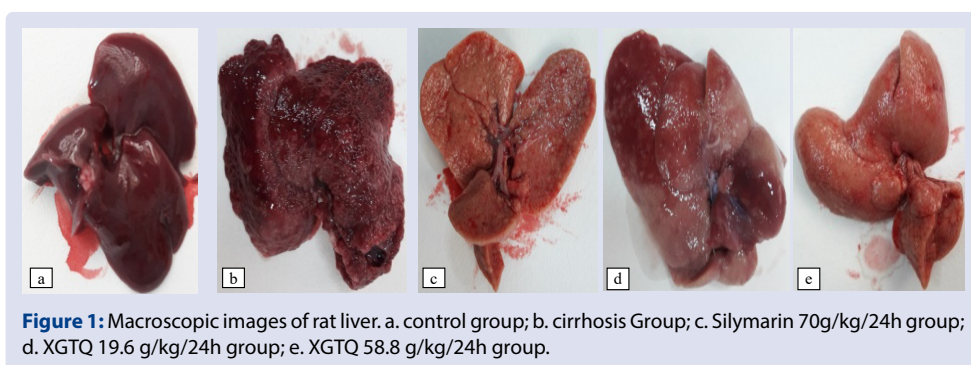 a
b
c
d
e
Figure 1: Macroscopic images of rat liver. a. control group; b. cirrhosis Group; c. Silymarin 70g/kg/24h group;
d. XGTQ 19.6 g/kg/24h group; e. XGTQ 58.8 g/kg/24h group.